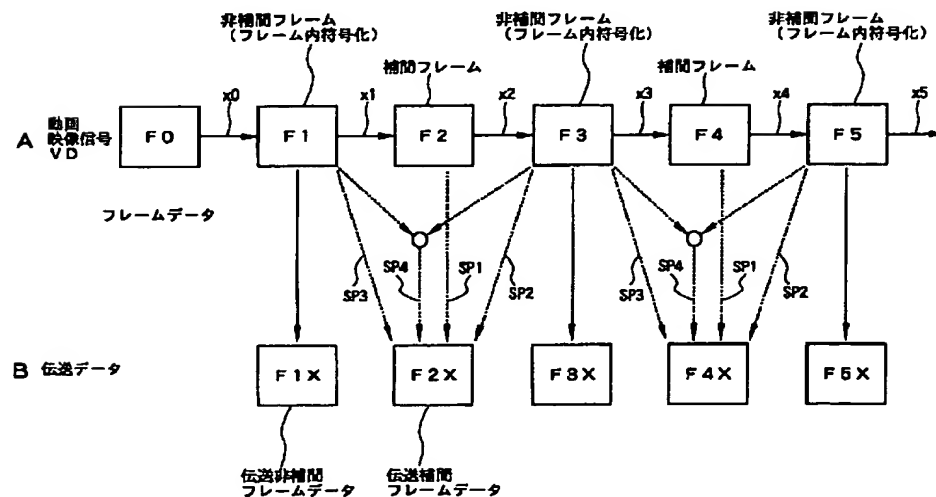 非補間フレーム
(フレーム内符号化)
非補間フレーム
(フレーム内符号化)
非補間フレーム
(フレーム内符号化)
補間フレーム
補間フレーム
x0
x1
x2
x3
x4
x5
A 動画
映像信号
VD
F0
F1
F2
F3
F4
F5
フレームデータ
SP3
SP4
SP1
SP2
SP3
SP4
SP1
SP2
B 伝送データ
F1X
F2X
F3X
F4X
F5X
伝送非補間
フレームデータ
伝送補間
フレームデータ